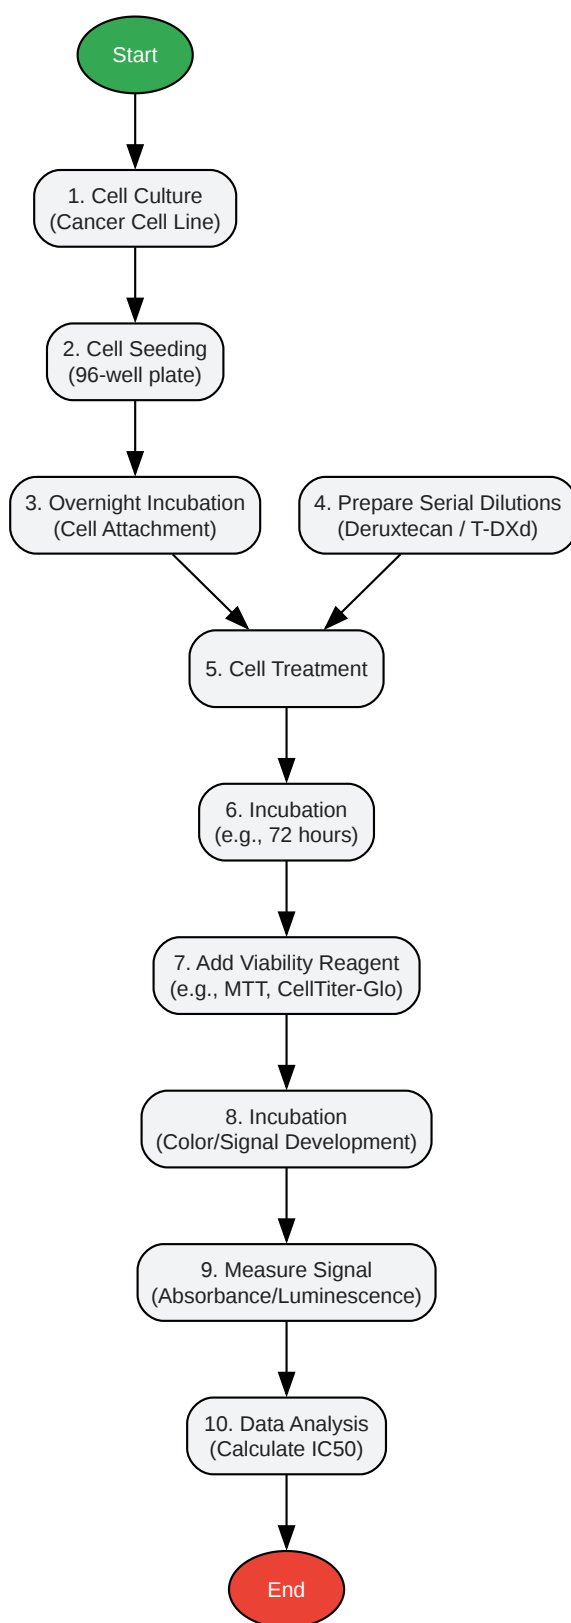 Start
1. Cell Culture
(Cancer Cell Line)
2. Cell Seeding
(96-well plate)
3. Overnight Incubation
(Cell Attachment)
4. Prepare Serial Dilutions
(Deruxtecan / T-DXd)
5. Cell Treatment
6. Incubation
(e.g., 72 hours)
7. Add Viability Reagent
(e.g., MTT, CellTiter-Glo)
8. Incubation
(Color/Signal Development)
9. Measure Signal
(Absorbance/Luminescence)
10. Data Analysis
(Calculate IC50)
End